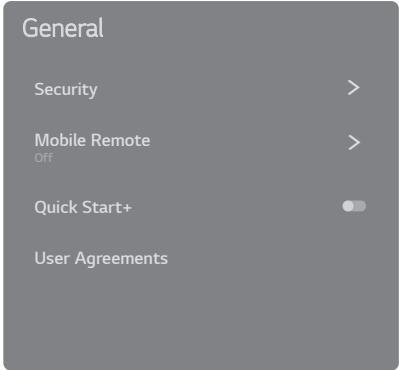 General
Security
Mobile Remote
Off
Quick Start+
User Agreements